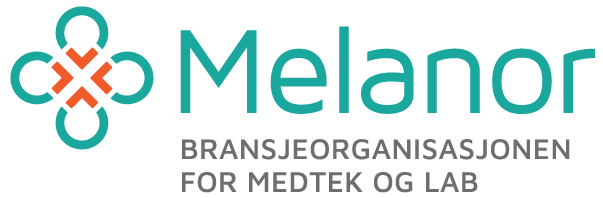 Melanor
BRANSJEORGANISASJONEN
FOR MEDTEK OG LAB